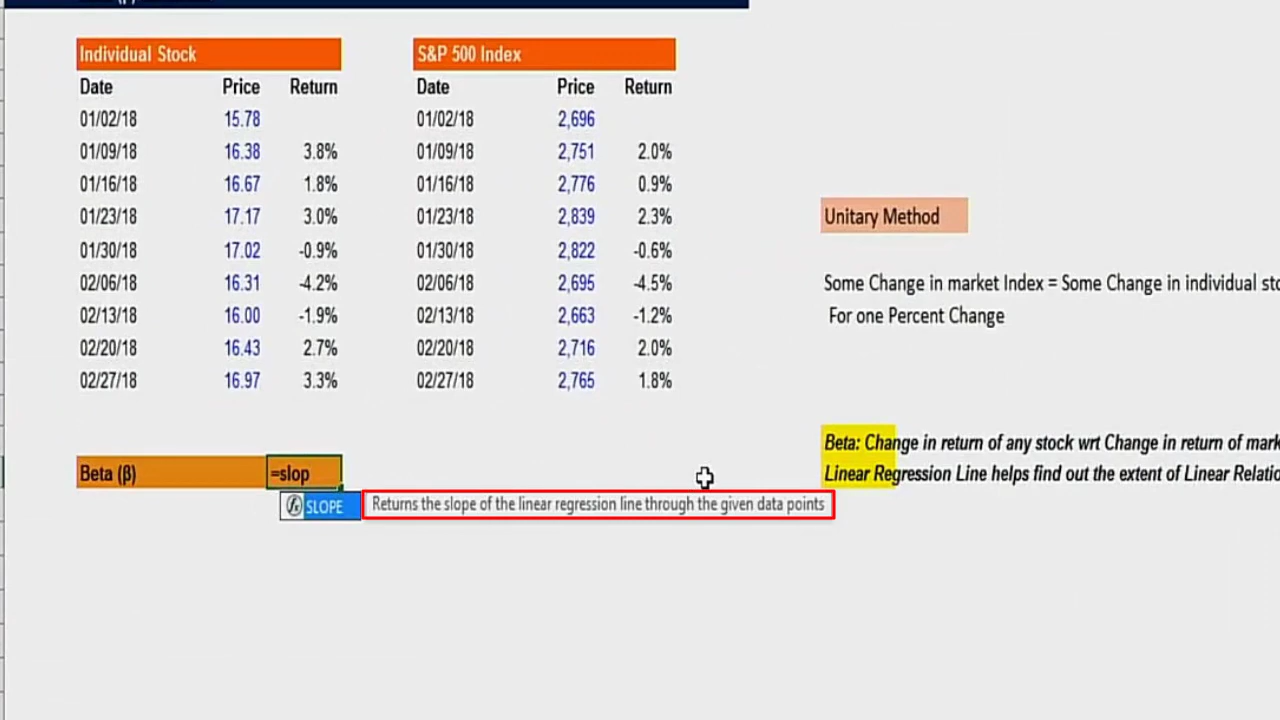 Individual Stock S&P 500 Index
Date Price Return Date Price Return
01/02/18 15.78 01/02/18 2,696
01/09/18 16.38 3.8% 01/09/18 2,751 2.0%
01/16/18 16.67 1.8% 01/16/18 2,776 0.9%
01/23/18 17.17 3.0% 01/23/18 2,839 2.3%
Unitary Method
01/30/18 17.02 -0.9% 01/30/18 2,822 -0.6%
02/06/18 16.31 -4.2% 02/06/18 2,695 -4.5%
Some Change in market Index = Some Change in individual sto
02/13/18 16.00 -1.9% 02/13/18 2,663 -1.2%
For one Percent Change
02/20/18 16.43 2.7% 02/20/18 2,716 2.0%
02/27/18 16.97 3.3% 02/27/18 2,765 1.8%
Beta: Change in return of any stock wrt Change in return of mark
Beta (β) =slop
Linear Regression Line helps find out the extent of Linear Relatio
SLOPE Returns the slope of the linear regression line through the given data points